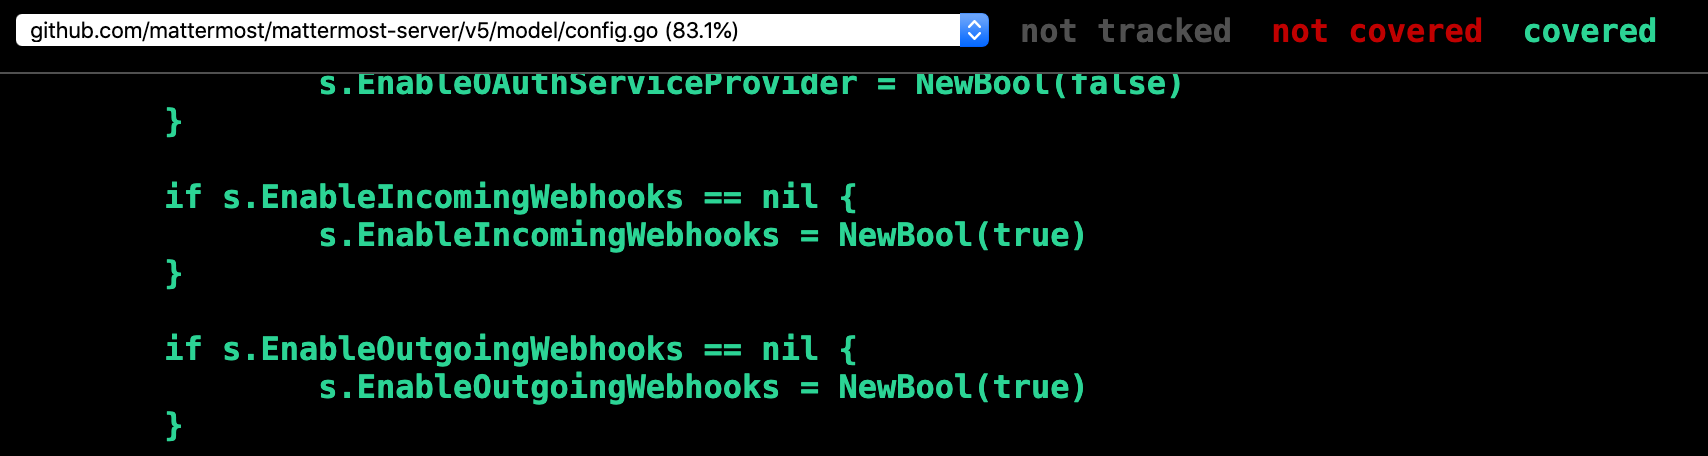 github.com/mattermost/mattermost-server/v5/model/config.go (83.1%) not tracked not covered covered
s.EnableOAuthServiceProvider = NewBool(false)
}
if s.EnableIncomingWebhooks == nil {
s.EnableIncomingWebhooks = NewBool(true)
}
if s.EnableOutgoingWebhooks == nil {
s.EnableOutgoingWebhooks = NewBool(true)
}